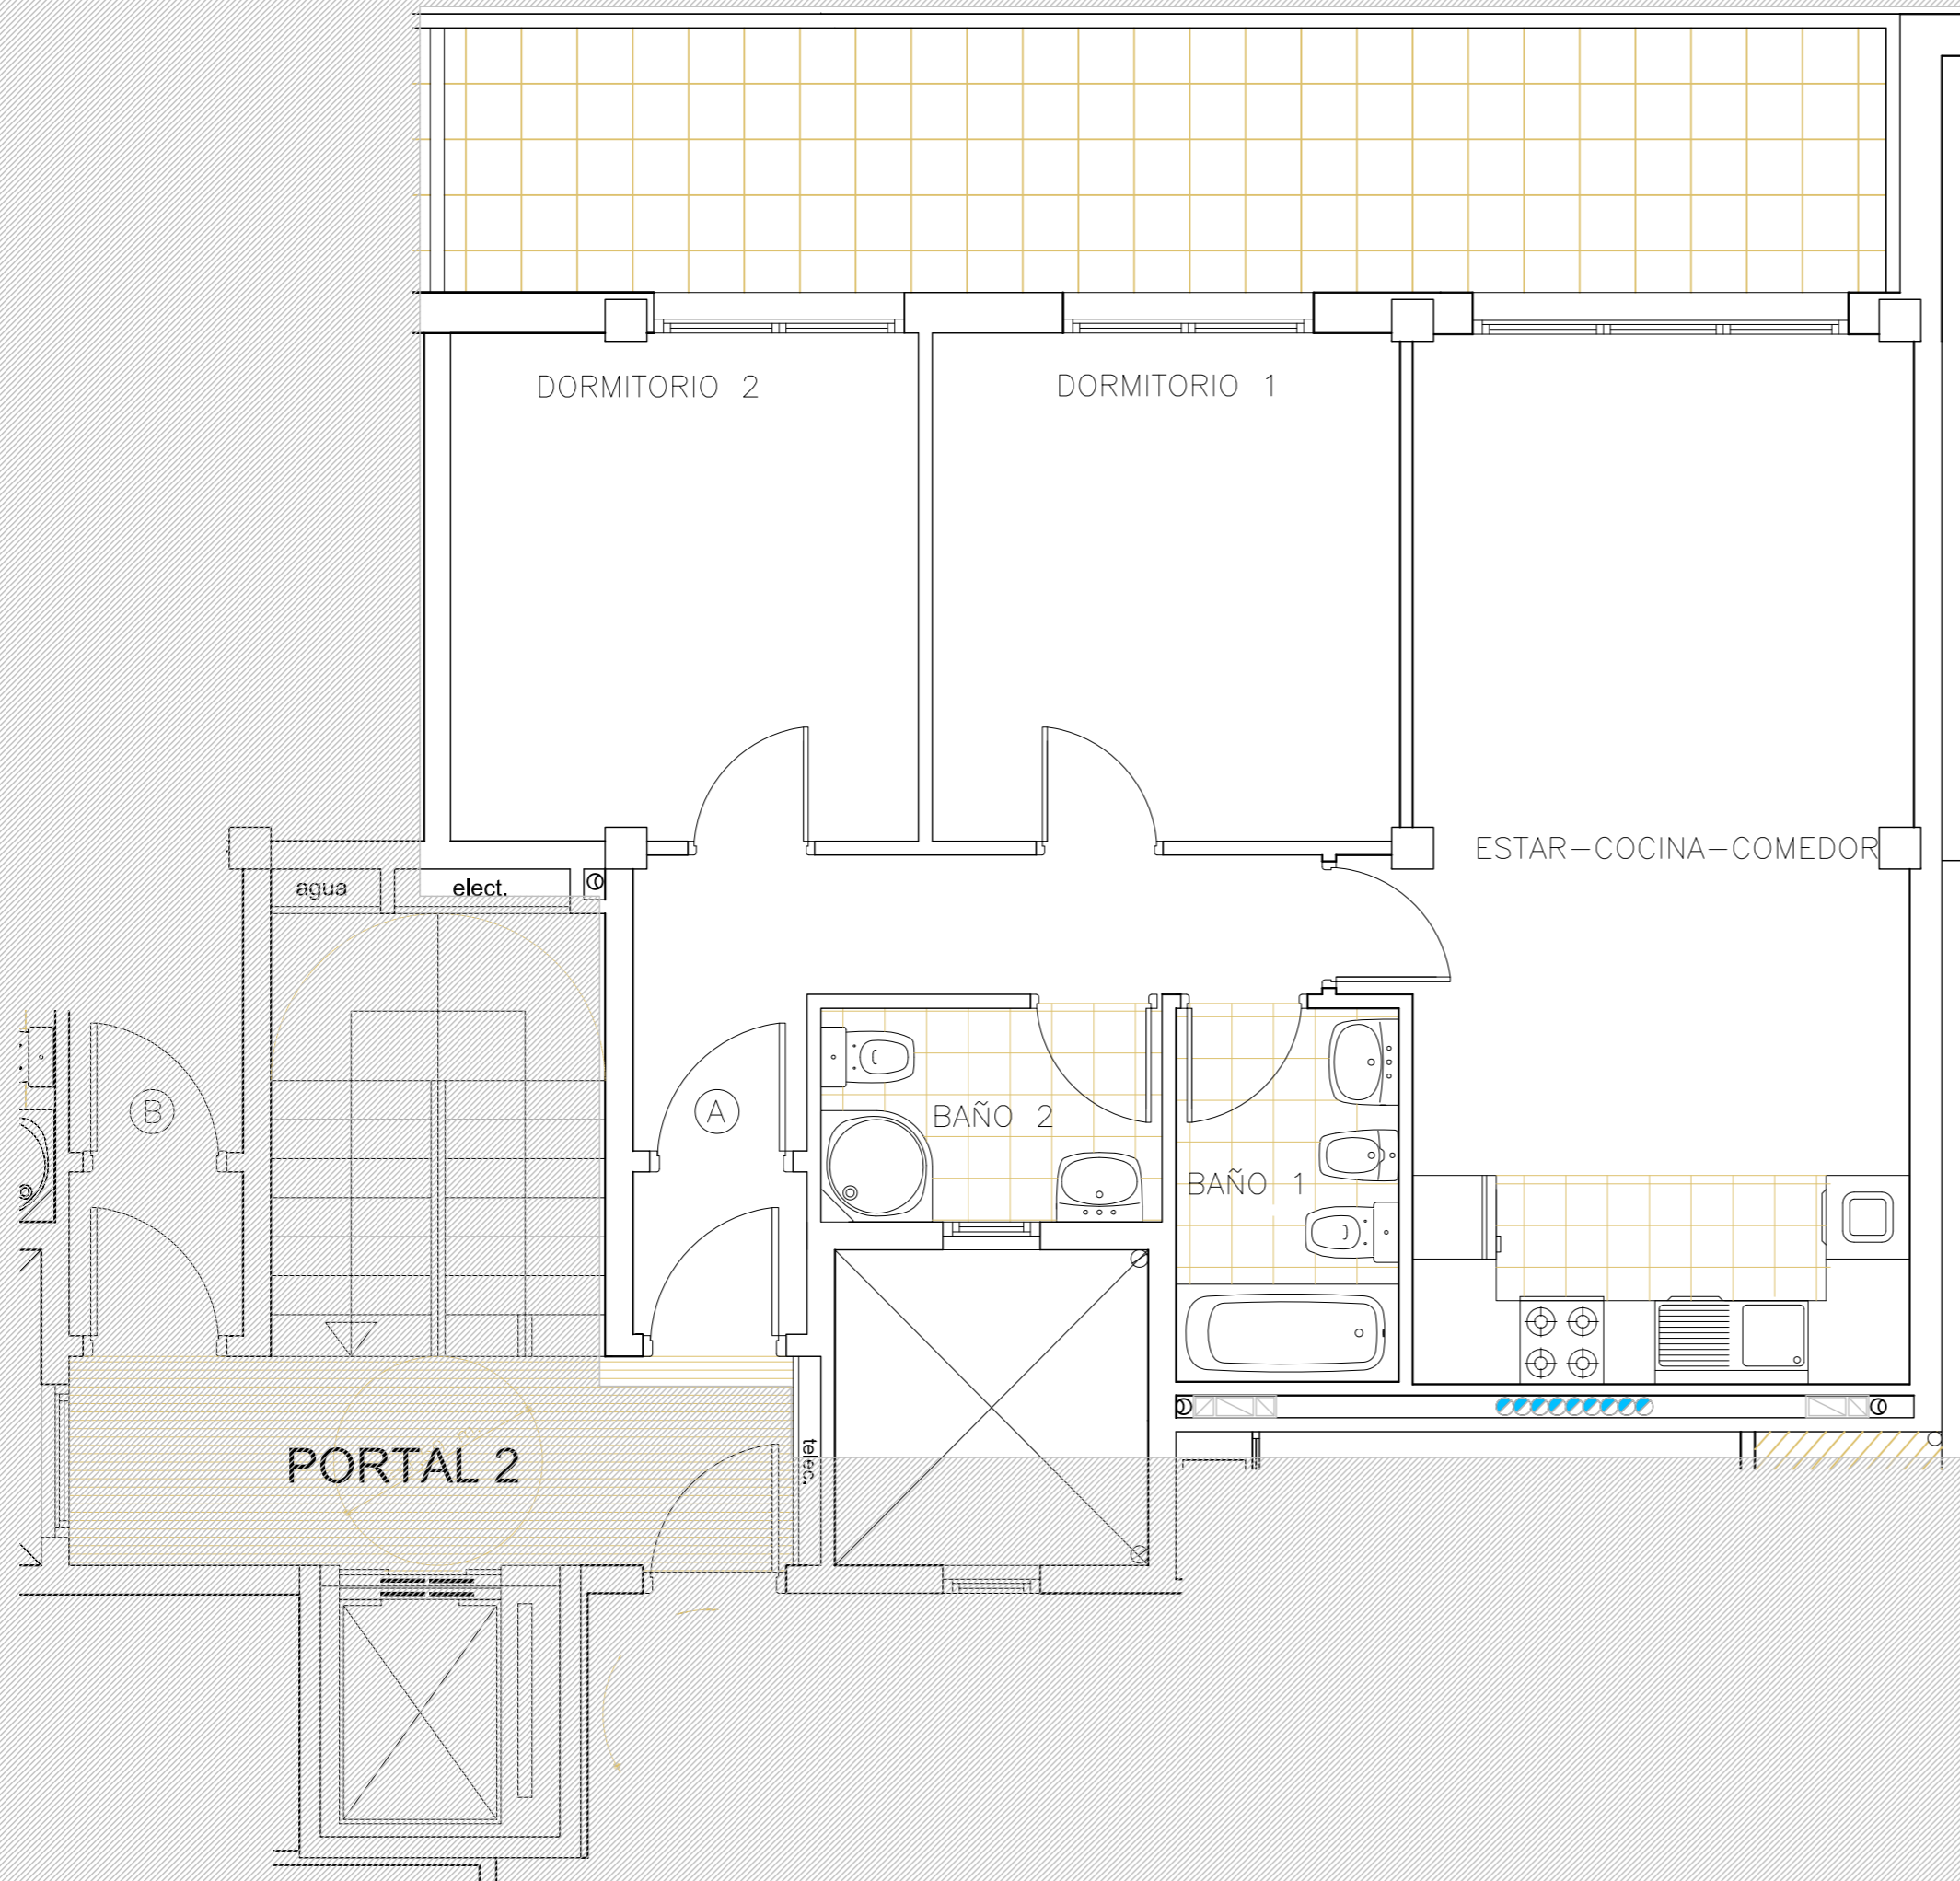 DORMITORIO 2
DORMITORIO 1
ESTAR-COCINA-COMEDOR
agua
elect.
B
A
BAÑO 2
BAÑO 1
PORTAL 2
telec.